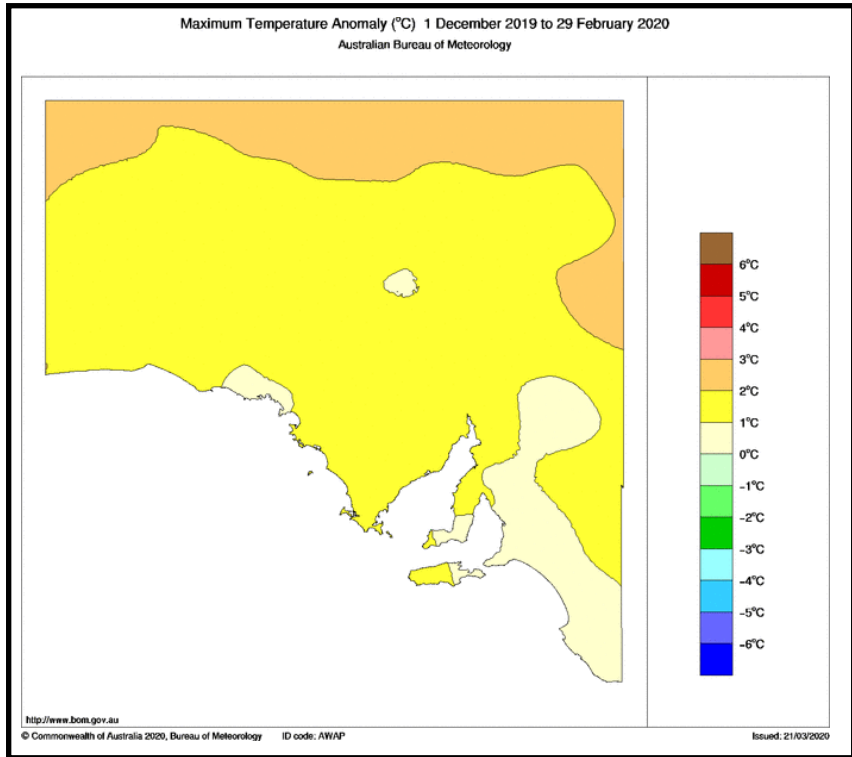 Maximum Temperature Anomaly (°C) 1 December 2019 to 29 February 2020
Australian Bureau of Meteorology
6°C
5°C
4°C
3°C
2°C
1°C
0°C
-1°C
-2°C
-3°C
-4°C
-5°C
-6°C
http://www.bom.gov.au
© Commonwealth of Australia 2020, Bureau of Meteorology ID code: AWAP Issued: 21/03/2020